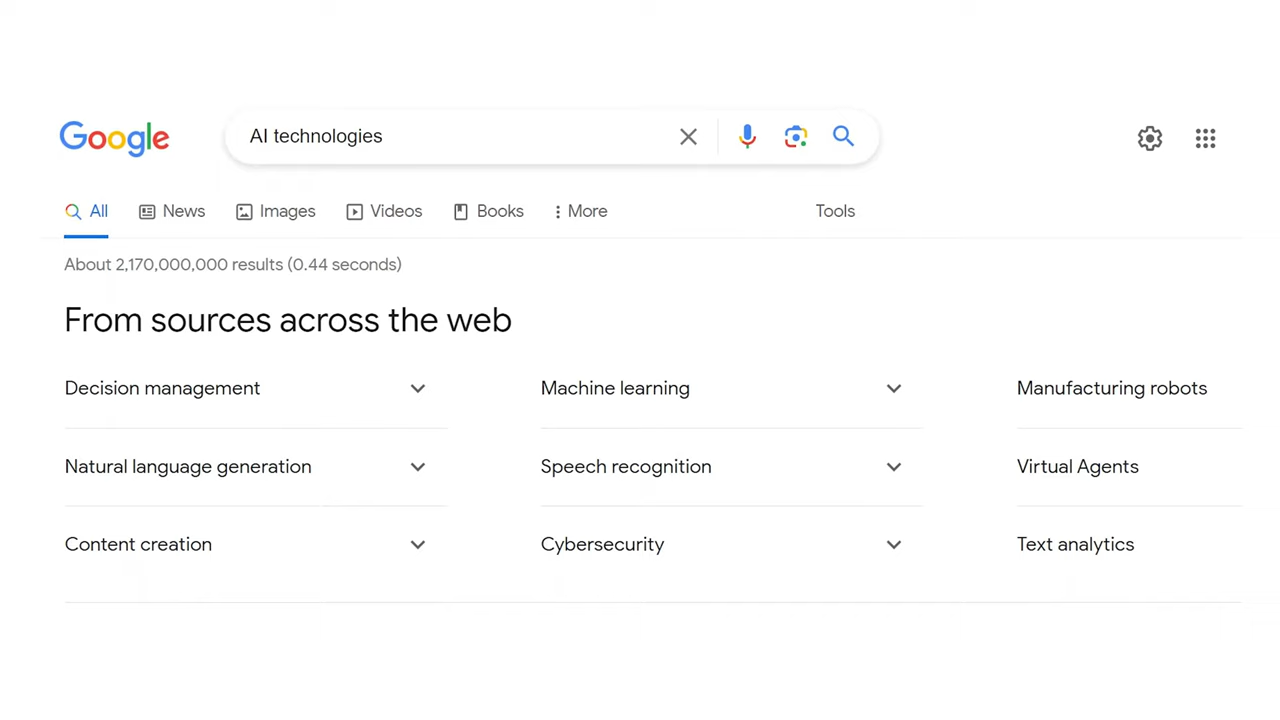 Google
AI technologies
All News Images Videos Books More Tools
About 2,170,000,000 results (0.44 seconds)
From sources across the web
Decision management Machine learning Manufacturing robots
Natural language generation Speech recognition Virtual Agents
Content creation Cybersecurity Text analytics